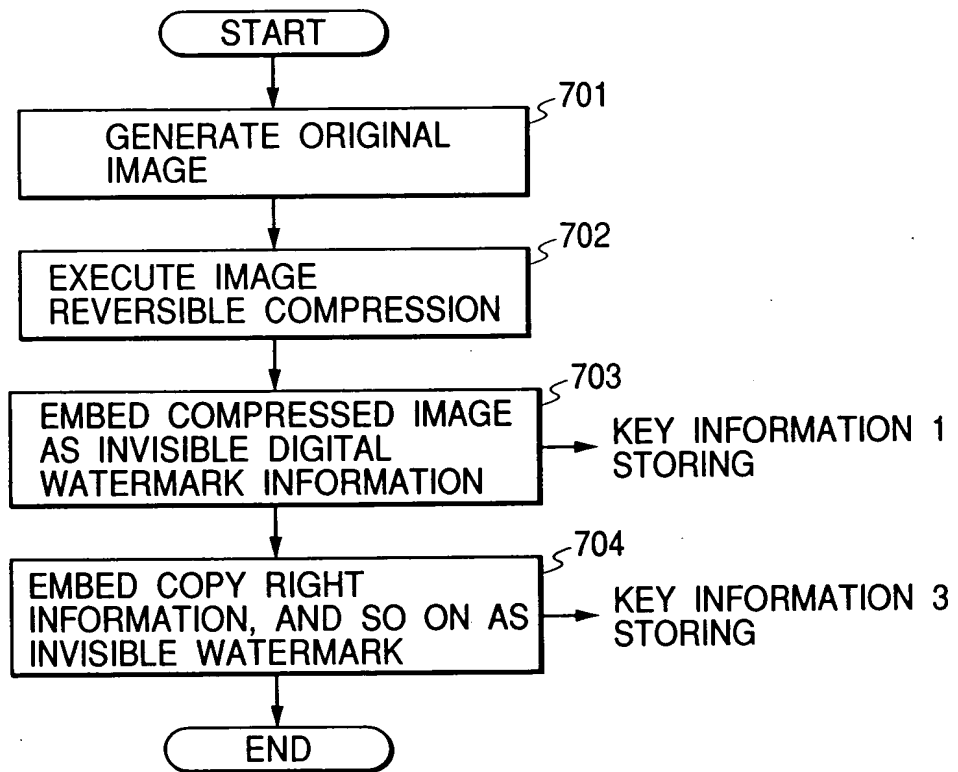 START
701
GENERATE ORIGINAL
IMAGE
702
EXECUTE IMAGE
REVERSIBLE COMPRESSION
703
EMBED COMPRESSED IMAGE
AS INVISIBLE DIGITAL
WATERMARK INFORMATION
KEY INFORMATION 1
STORING
704
EMBED COPY RIGHT
INFORMATION, AND SO ON AS
INVISIBLE WATERMARK
KEY INFORMATION 3
STORING
END